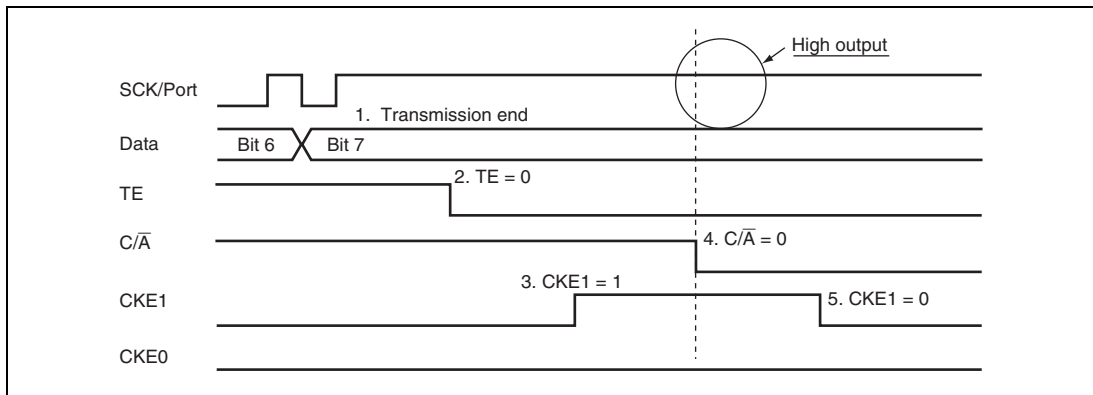 High output
SCK/Port
1. Transmission end
Data
Bit 6
Bit 7
2. TE = 0
TE
C/A̅
4. C/A̅ = 0
3. CKE1 = 1
CKE1
5. CKE1 = 0
CKE0